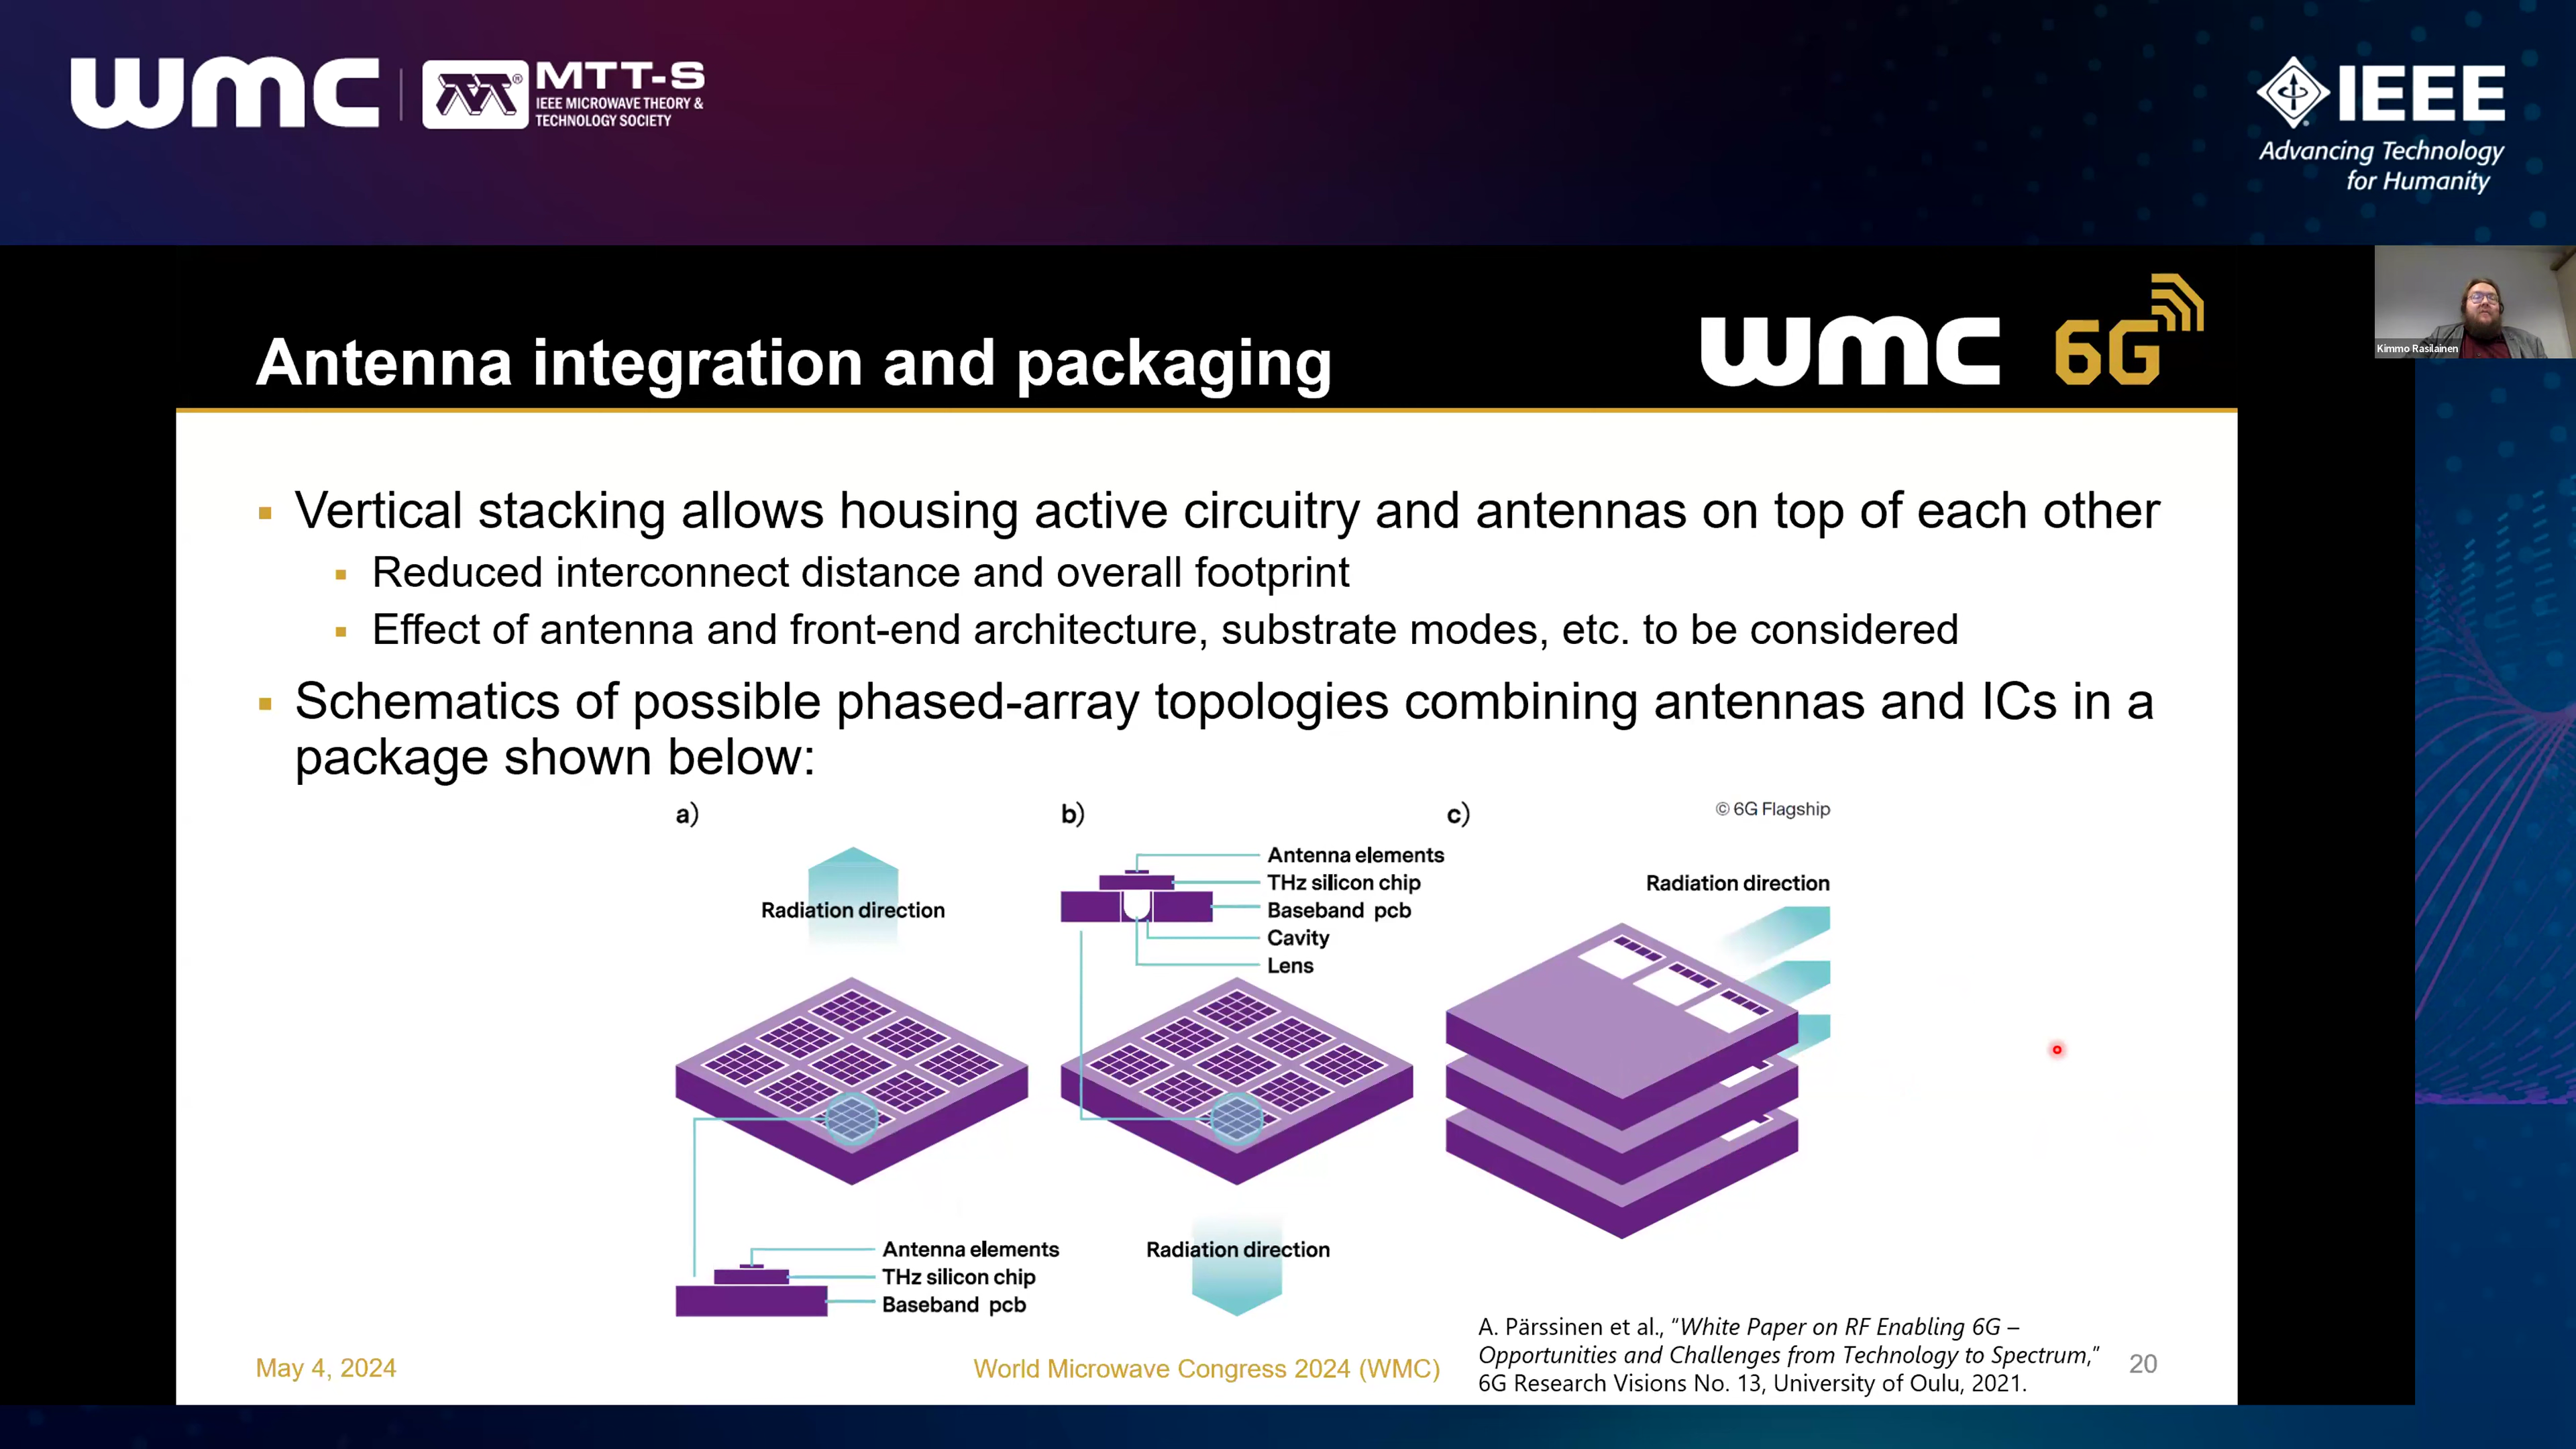 wmc
MTT-S
IEEE MICROWAVE THEORY &
TECHNOLOGY SOCIETY
IEEE
Advancing Technology
for Humanity
Kimmo Rasilainen
Antenna integration and packaging
wmc 6G
▪ Vertical stacking allows housing active circuitry and antennas on top of each other
▪ Reduced interconnect distance and overall footprint
▪ Effect of antenna and front-end architecture, substrate modes, etc. to be considered
▪ Schematics of possible phased-array topologies combining antennas and ICs in a
package shown below:
a)
Radiation direction
Antenna elements
THz silicon chip
Baseband pcb
b)
Antenna elements
THz silicon chip
Baseband pcb
Cavity
Lens
Radiation direction
c)
© 6G Flagship
Radiation direction
A. Pärssinen et al., “White Paper on RF Enabling 6G –
Opportunities and Challenges from Technology to Spectrum,”
6G Research Visions No. 13, University of Oulu, 2021.
May 4, 2024
World Microwave Congress 2024 (WMC)
20